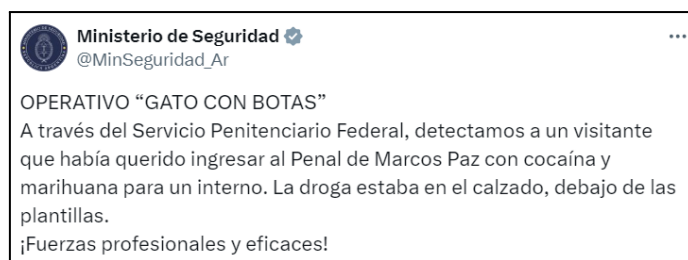 Ministerio de Seguridad
@MinSeguridad_Ar
OPERATIVO “GATO CON BOTAS”
A través del Servicio Penitenciario Federal, detectamos a un visitante
que había querido ingresar al Penal de Marcos Paz con cocaína y
marihuana para un interno. La droga estaba en el calzado, debajo de las
plantillas.
¡Fuerzas profesionales y eficaces!